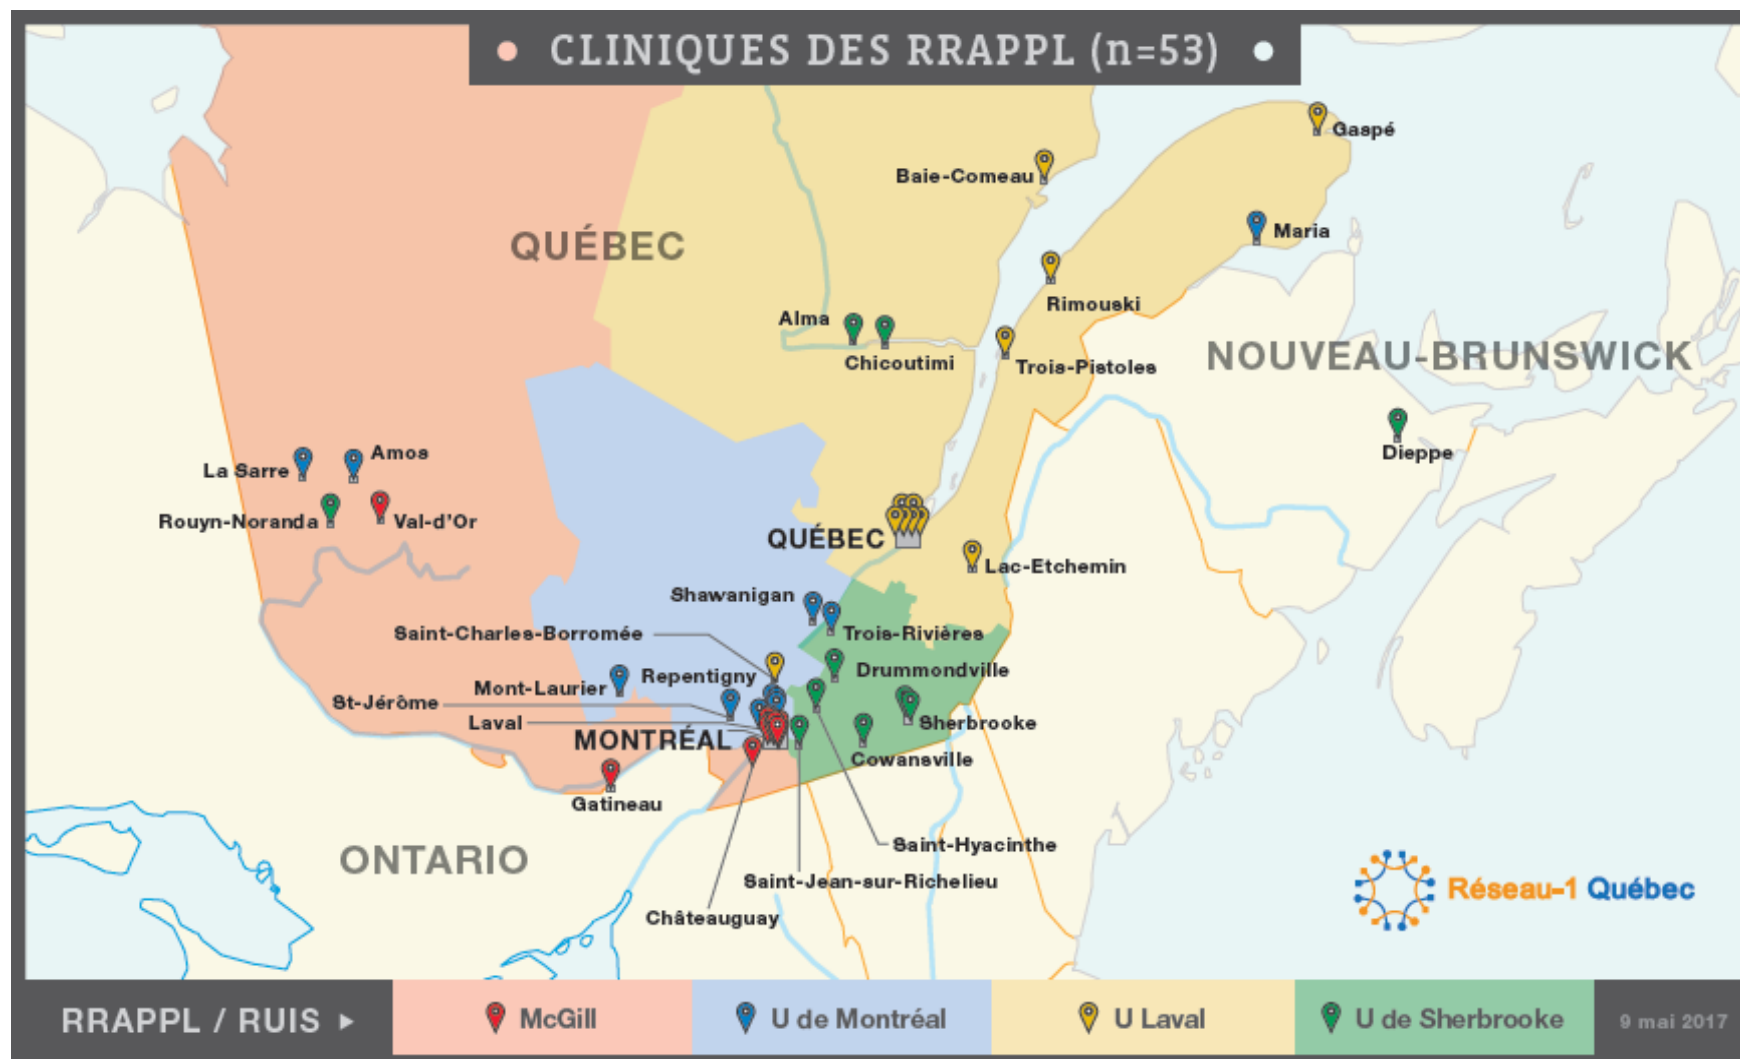 CLINIQUES DES RRAPPL (n=53)
Gaspé
Baie-Comeau
Maria
QUÉBEC
Rimouski
Alma
Chicoutimi
Trois-Pistoles
NOUVEAU-BRUNSWICK
Dieppe
Amos
La Sarre
Rouyn-Noranda
Val-d'Or
QUÉBEC
Lac-Etchemin
Shawanigan
Saint-Charles-Borromée
Trois-Rivières
Drummondville
Repentigny
Mont-Laurier
St-Jérôme
Laval
Sherbrooke
MONTRÉAL
Cowansville
Gatineau
Saint-Hyacinthe
ONTARIO
Saint-Jean-sur-Richelieu
Châteauguay
Réseau-1 Québec
RRAPPL / RUIS
McGill
U de Montréal
U Laval
U de Sherbrooke
9 mai 2017